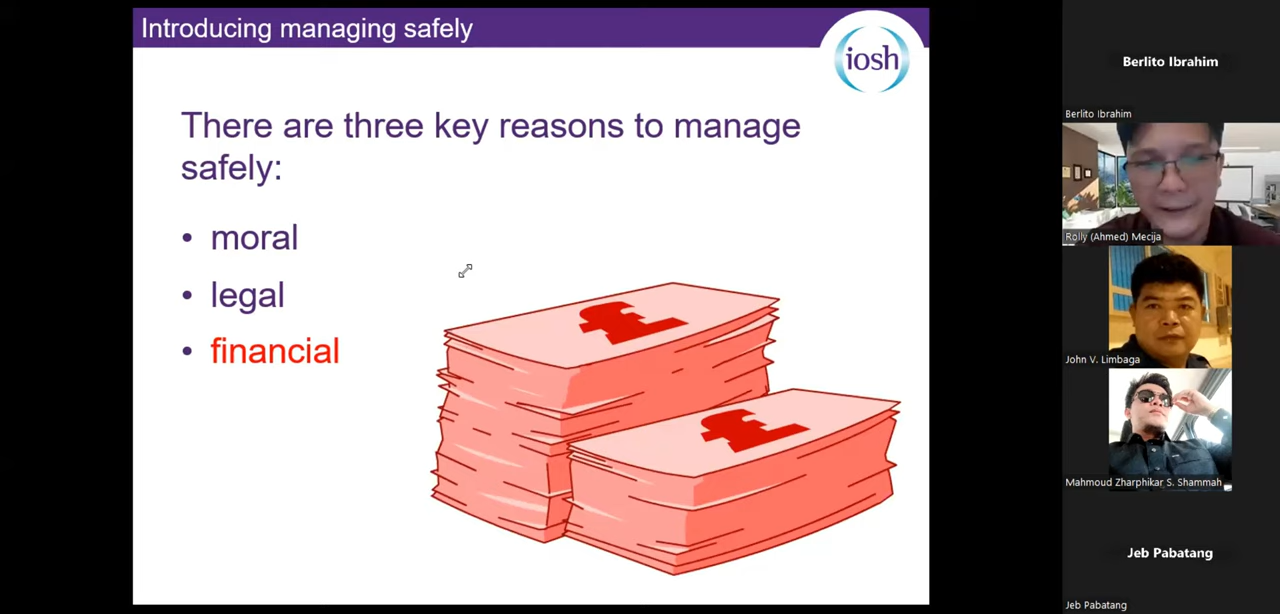 Introducing managing safely
iosh
There are three key reasons to manage
safely:
• moral
• legal
• financial
£
£
Berlito Ibrahim
Berlito Ibrahim
Rolly (Ahmed) Mecija
John V. Limbaga
Mahmoud Zharphikar S. Shammah
Jeb Pabatang
Jeb Pabatang